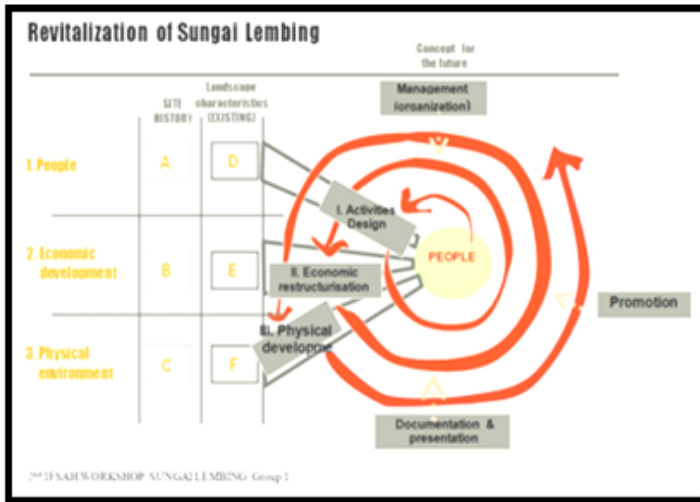 Revitalization of Sungai Lembing
Concept for
the future
Landscape
characteristics
(EXISTING)
SITE
HISTORY
Management
(organization)
1. People
A
D
I. Activities
Design
2. Economic
development
B
E
II. Economic
restructurisation
PEOPLE
Promotion
3. Physical
environment
C
F
III. Physical
developme
Documentation &
presentation
2nd IFSAH WORKSHOP SUNGAI LEMBING Group 1